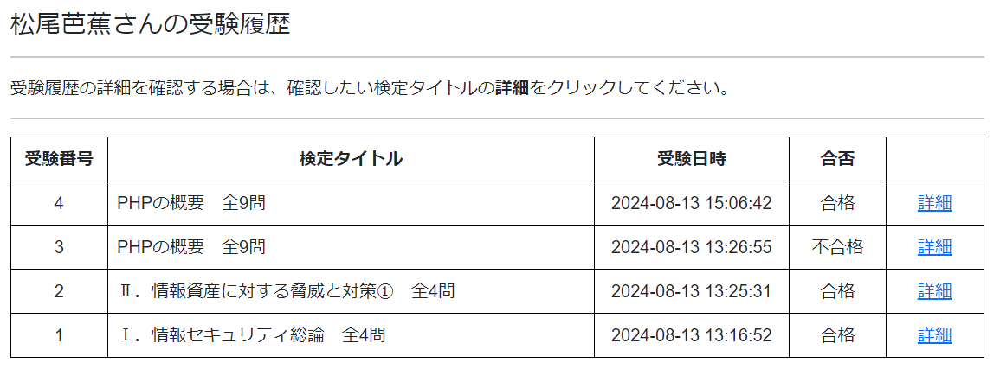 松尾芭蕉さんの受験履歴
受験履歴の詳細を確認する場合は、確認したい検定タイトルの詳細をクリックしてください。
受験番号 検定タイトル 受験日時 合否
4 PHPの概要　全9問 2024-08-13 15:06:42 合格 詳細
3 PHPの概要　全9問 2024-08-13 13:26:55 不合格 詳細
2 Ⅱ．情報資産に対する脅威と対策①　全4問 2024-08-13 13:25:31 合格 詳細
1 Ⅰ．情報セキュリティ総論　全4問 2024-08-13 13:16:52 合格 詳細